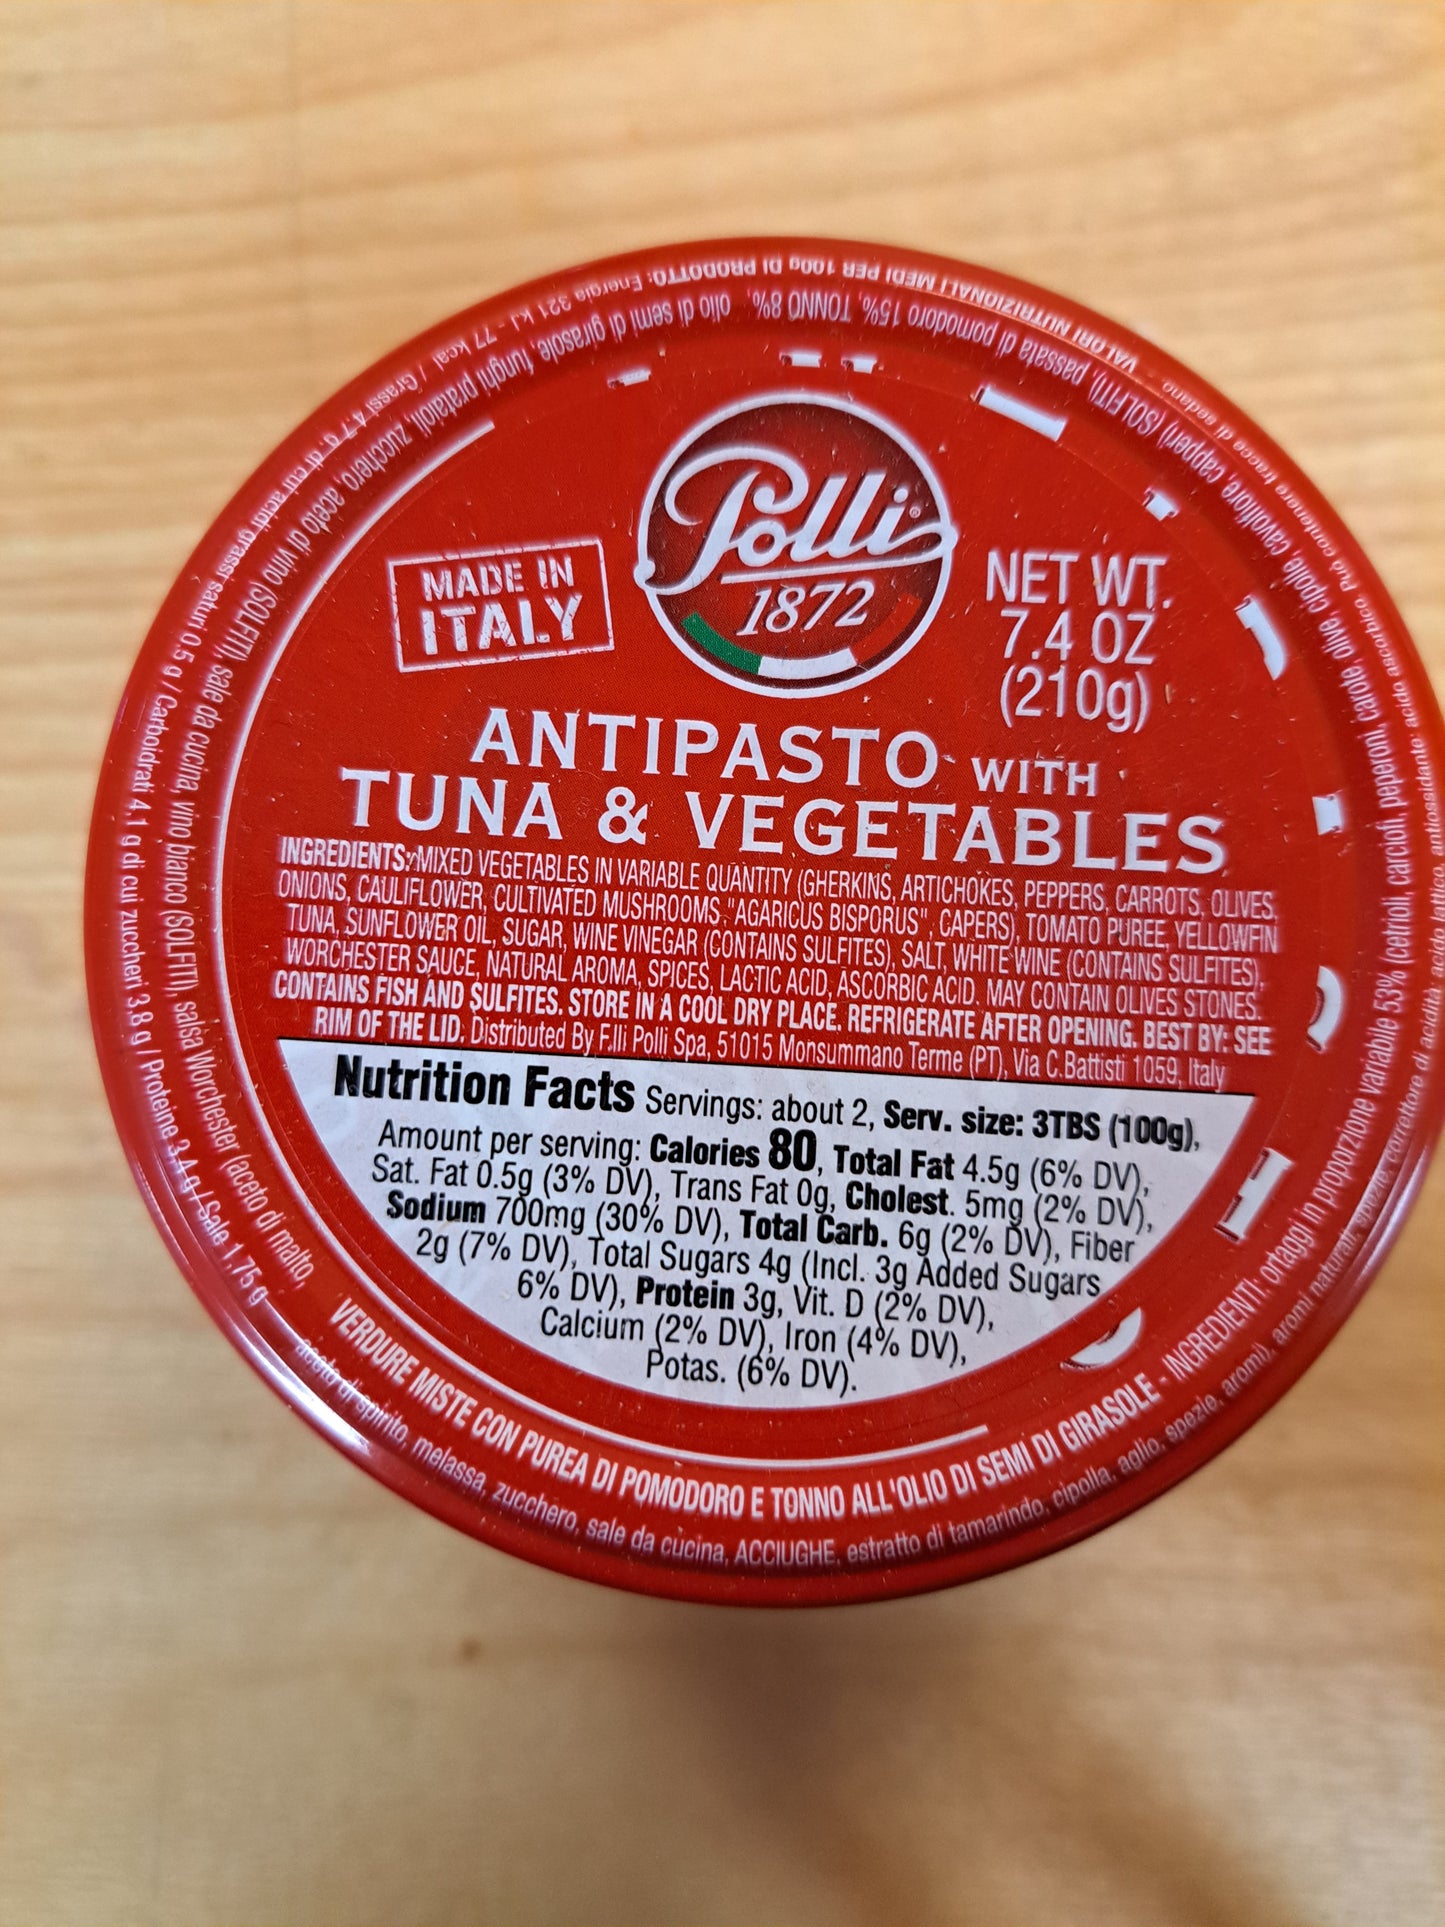 Polli®
1872
MADE IN
ITALY
NET WT.
7.4 OZ
(210g)
ANTIPASTO WITH
TUNA & VEGETABLES
INGREDIENTS: MIXED VEGETABLES IN VARIABLE QUANTITY (GHERKINS, ARTICHOKES, PEPPERS, CARROTS, OLIVES,
ONIONS, CAULIFLOWER, CULTIVATED MUSHROOMS "AGARICUS BISPORUS", CAPERS), TOMATO PUREE, YELLOWFIN
TUNA, SUNFLOWER OIL, SUGAR, WINE VINEGAR (CONTAINS SULFITES), SALT, WHITE WINE (CONTAINS SULFITES),
WORCHESTER SAUCE, NATURAL AROMA, SPICES, LACTIC ACID, ASCORBIC ACID. MAY CONTAIN OLIVES STONES.
CONTAINS FISH AND SULFITES. STORE IN A COOL DRY PLACE. REFRIGERATE AFTER OPENING. BEST BY: SEE
RIM OF THE LID. Distributed By F.lli Polli Spa, 51015 Monsummano Terme (PT), Via C.Battisti 1059, Italy
Nutrition Facts Servings: about 2, Serv. size: 3TBS (100g),
Amount per serving: Calories 80, Total Fat 4.5g (6% DV),
Sat. Fat 0.5g (3% DV), Trans Fat 0g, Cholest. 5mg (2% DV),
Sodium 700mg (30% DV), Total Carb. 6g (2% DV), Fiber
2g (7% DV), Total Sugars 4g (Incl. 3g Added Sugars
6% DV), Protein 3g, Vit. D (2% DV),
Calcium (2% DV), Iron (4% DV),
Potas. (6% DV).
VERDURE MISTE CON PUREA DI POMODORO E TONNO ALL'OLIO DI SEMI DI GIRASOLE - INGREDIENTI: ortaggi in proporzione variabile 53% (cetrioli, carciofi, peperoni, carote, olive, cipolle, cavolfiore, capperi) (SOLFITI), passata di pomodoro 15%, TONNO 8%, olio di semi di girasole, funghi prataioli, zucchero, aceto di vino (SOLFITI), sale da cucina, vino bianco (SOLFITI), salsa Worchester (aceto di malto,
aceto di spirito, melassa, zucchero, sale da cucina, ACCIUGHE, estratto di tamarindo, cipolla, aglio, spezie, aromi), aromi naturali, spezie, correttore di acidità: acido lattico, antiossidante: acido ascorbico. Può contenere tracce di sedano
VALORI NUTRIZIONALI MEDI PER 100g DI PRODOTTO: Energia 321 kJ - 77 kcal / Grassi 4.7 g di cui acidi grassi saturi 0,5 g / Carboidrati 4,1 g di cui zuccheri 3,8 g / Proteine 3,4 g / Sale 1,75 g